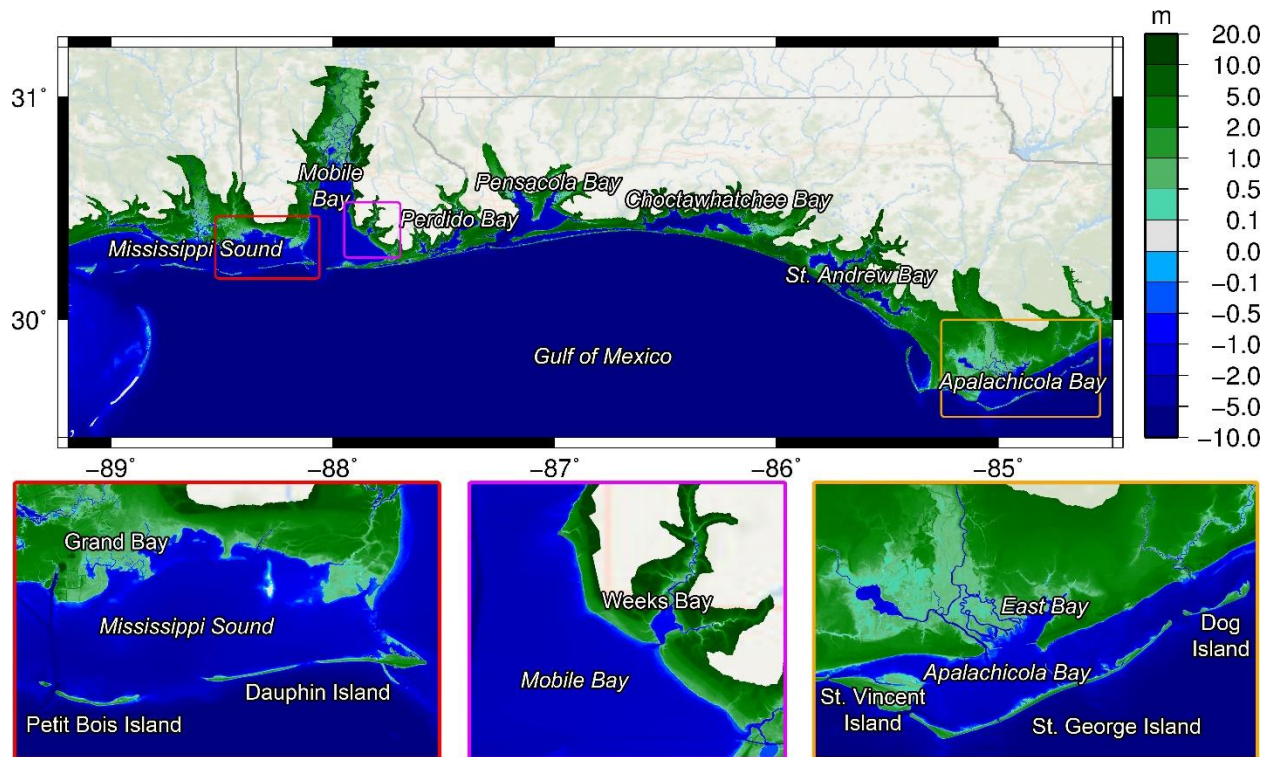 m
20.0
10.0
5.0
2.0
1.0
0.5
0.1
0.0
−0.1
−0.5
−1.0
−2.0
−5.0
−10.0
31˚
30˚
Mobile
Bay
Pensacola Bay
Choctawhatchee Bay
Perdido Bay
Mississippi Sound
St. Andrew Bay
Gulf of Mexico
Apalachicola Bay
−89˚
−88˚
−87˚
−86˚
−85˚
Grand Bay
Mississippi Sound
Dauphin Island
Petit Bois Island
Weeks Bay
Mobile Bay
East Bay
Dog
Island
Apalachicola Bay
St. Vincent
Island
St. George Island